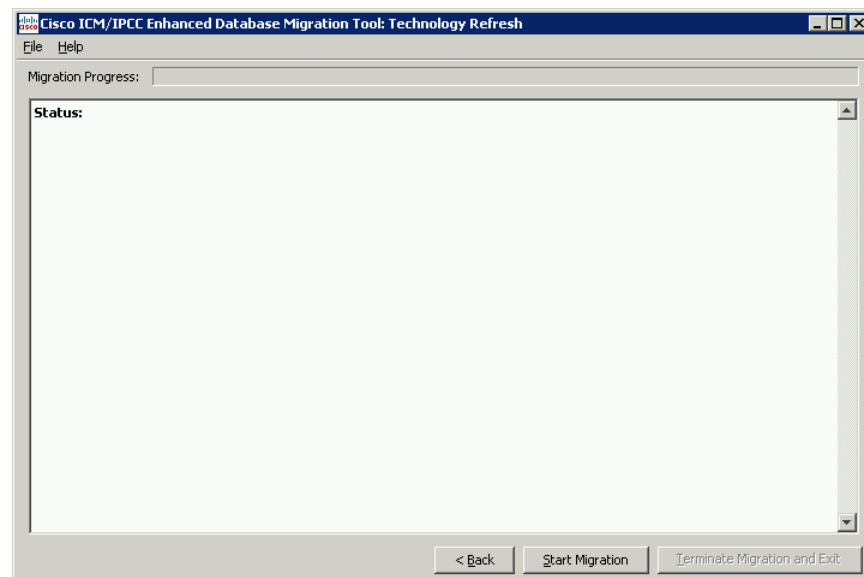 cisco Cisco ICM/IPCC Enhanced Database Migration Tool: Technology Refresh
File Help
Migration Progress:
Status:
< Back Start Migration Terminate Migration and Exit